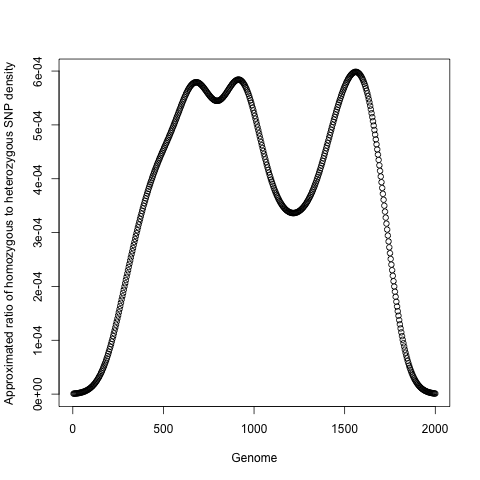 Approximated ratio of homozygous to heterozygous SNP density
6e-04
5e-04
4e-04
3e-04
2e-04
1e-04
0e+00
0 500 1000 1500 2000
Genome